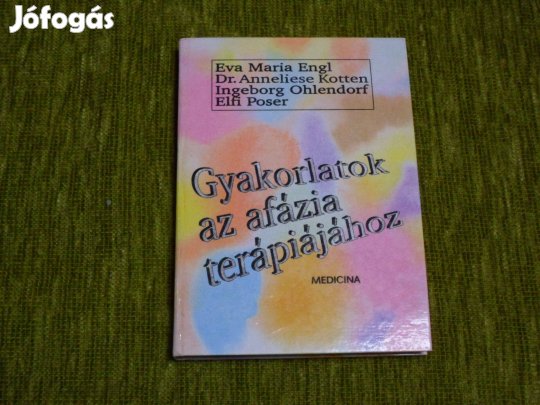 Jófogás
Eva Maria Engl
Dr. Anneliese Kotten
Ingeborg Ohlendorf
Elfi Poser
Gyakorlatok
az afázia
terápiájához
MEDICINA